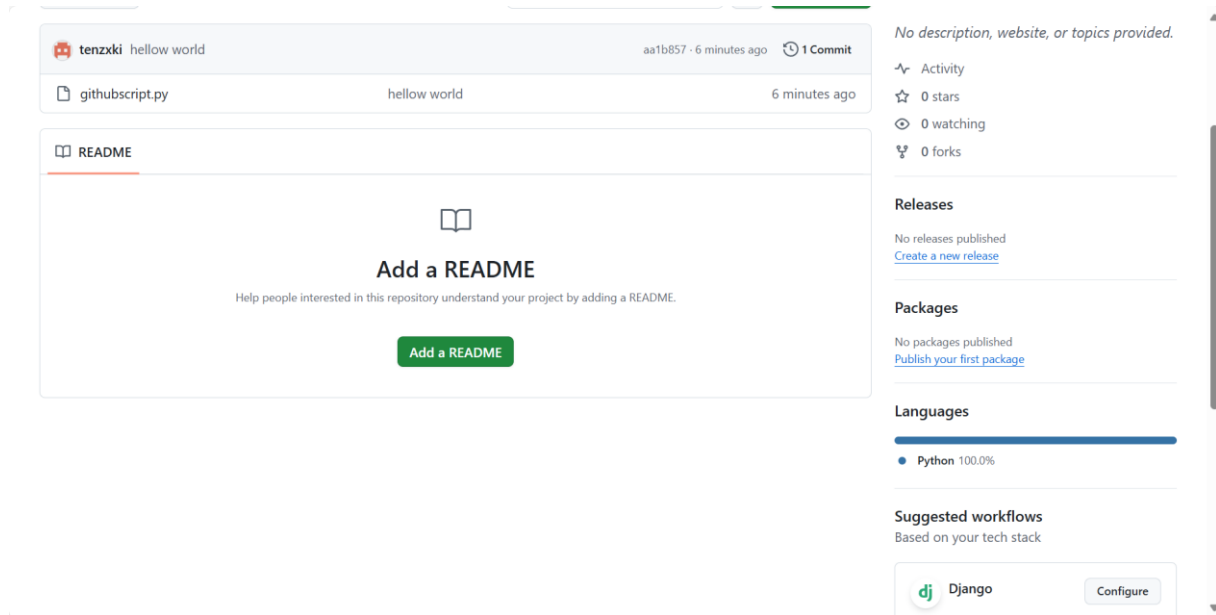 tenzxki hellow world aa1b857 · 6 minutes ago 1 Commit
githubscript.py hellow world 6 minutes ago
README
Add a README
Help people interested in this repository understand your project by adding a README.
Add a README
No description, website, or topics provided.
Activity
0 stars
0 watching
0 forks
Releases
No releases published
Create a new release
Packages
No packages published
Publish your first package
Languages
Python 100.0%
Suggested workflows
Based on your tech stack
dj Django Configure